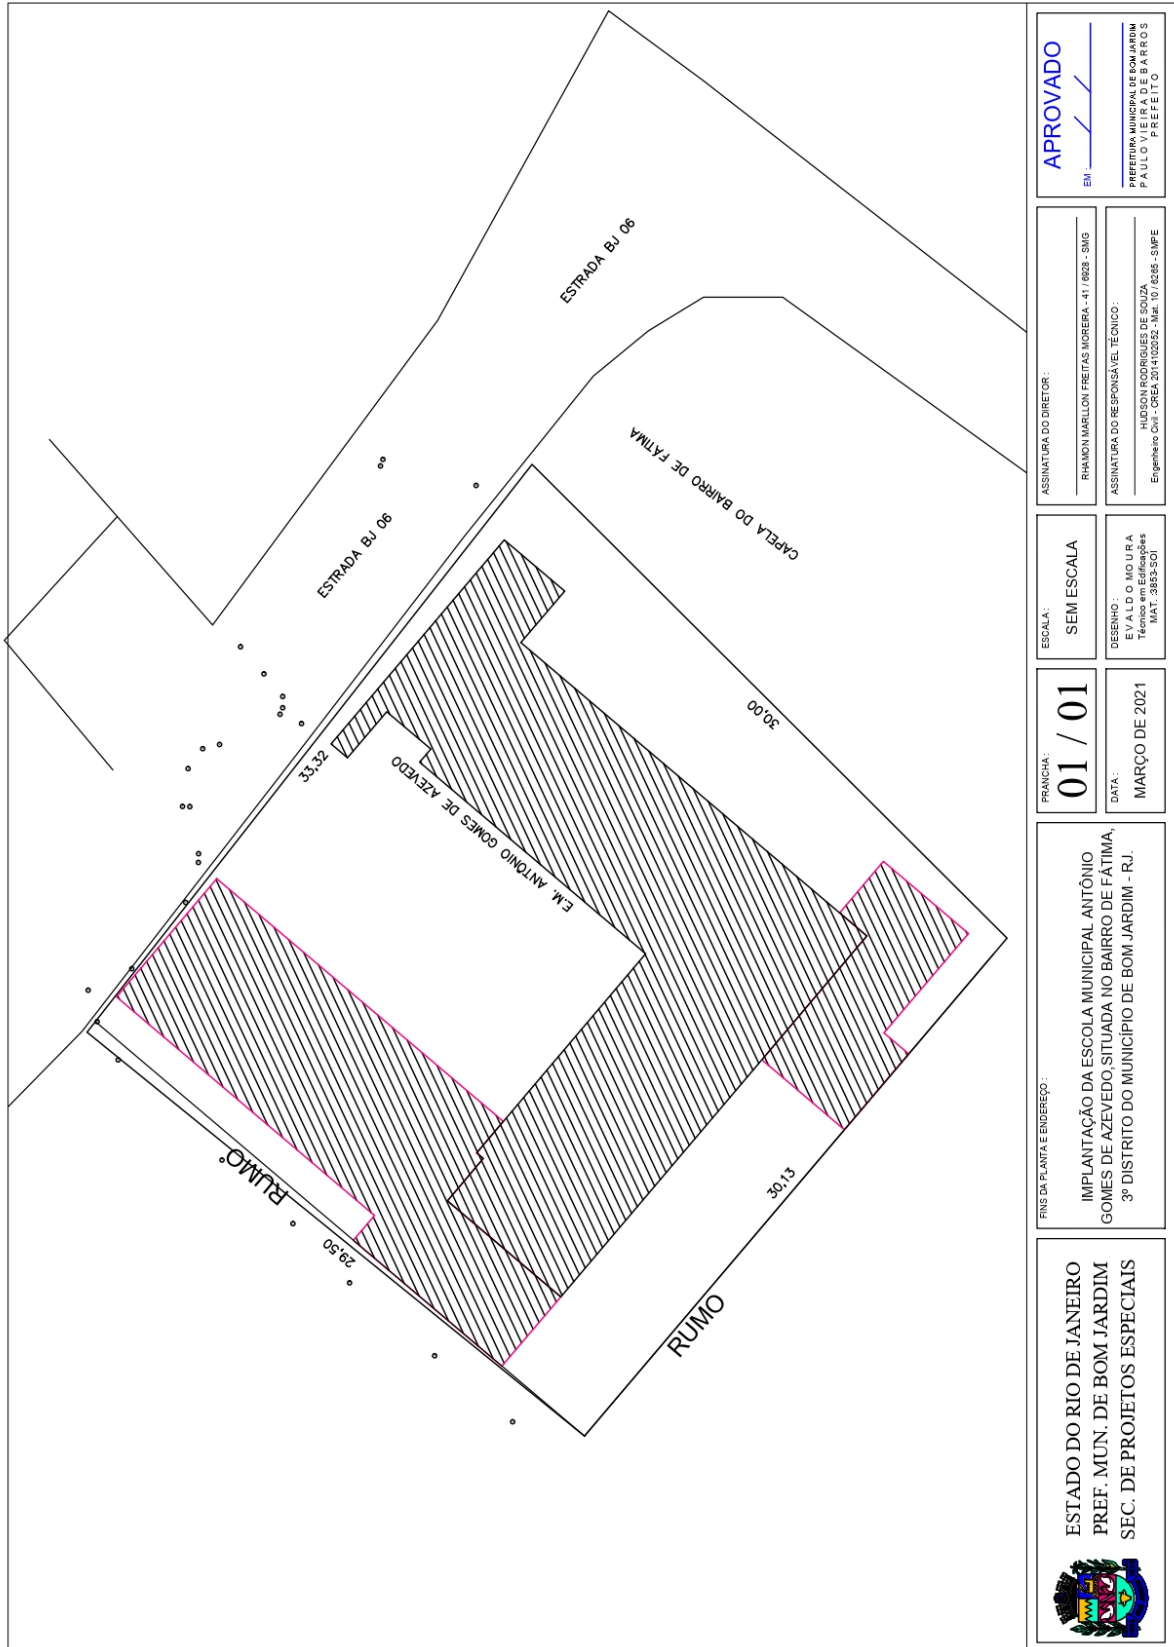 ESTRADA BJ 06
ESTRADA BJ 06
CAPELA DO BAIRRO DE FÁTIMA
33,32
30,00
E.M. ANTÔNIO GOMES DE AZEVEDO
RUMO
29,50
30,13
RUMO
ESTADO DO RIO DE JANEIRO
PREF. MUN. DE BOM JARDIM
SEC. DE PROJETOS ESPECIAIS
FINS DA PLANTA E ENDEREÇO :
IMPLANTAÇÃO DA ESCOLA MUNICIPAL ANTÔNIO
GOMES DE AZEVEDO,SITUADA NO BAIRRO DE FÁTIMA,
3º DISTRITO DO MUNICÍPIO DE BOM JARDIM - RJ.
PRANCHA :
01 / 01
DATA :
MARÇO DE 2021
ESCALA :
SEM ESCALA
DESENHO :
E V A L D O M O U R A
Técnico em Edificações
MAT. :3853-SOI
ASSINATURA DO DIRETOR :
RHAMON MARLLON FREITAS MOREIRA - 41 / 6928 - SMG
ASSINATURA DO RESPONSÁVEL TÉCNICO :
HUDSON RODRIGUES DE SOUZA
Engenheiro Civil - CREA 2014102052 - Mat. 10 / 6265 - SMPE
APROVADO
EM : / /
PREFEITURA MUNICIPAL DE BOM JARDIM
P A U L O V I E I R A D E B A R R O S
P R E F E I T O